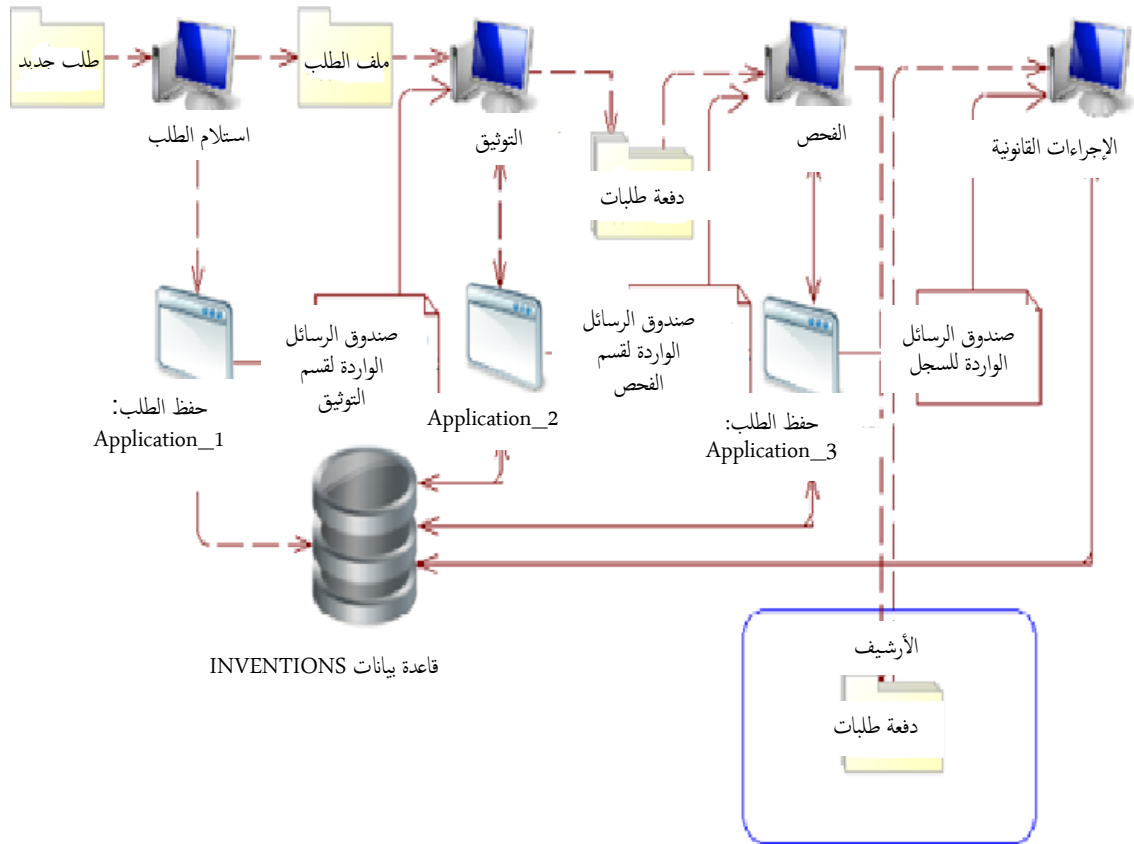 طلب جديد
ملف الطلب
استلام الطلب
التوثيق
الفحص
الإجراءات القانونية
دفعة طلبات
صندوق الرسائل
الواردة لقسم
التوثيق
صندوق الرسائل
الواردة لقسم
الفحص
صندوق الرسائل
الواردة للسجل
حفظ الطلب:
Application_1
Application_2
حفظ الطلب:
Application_3
قاعدة بيانات INVENTIONS
الأرشيف
دفعة طلبات